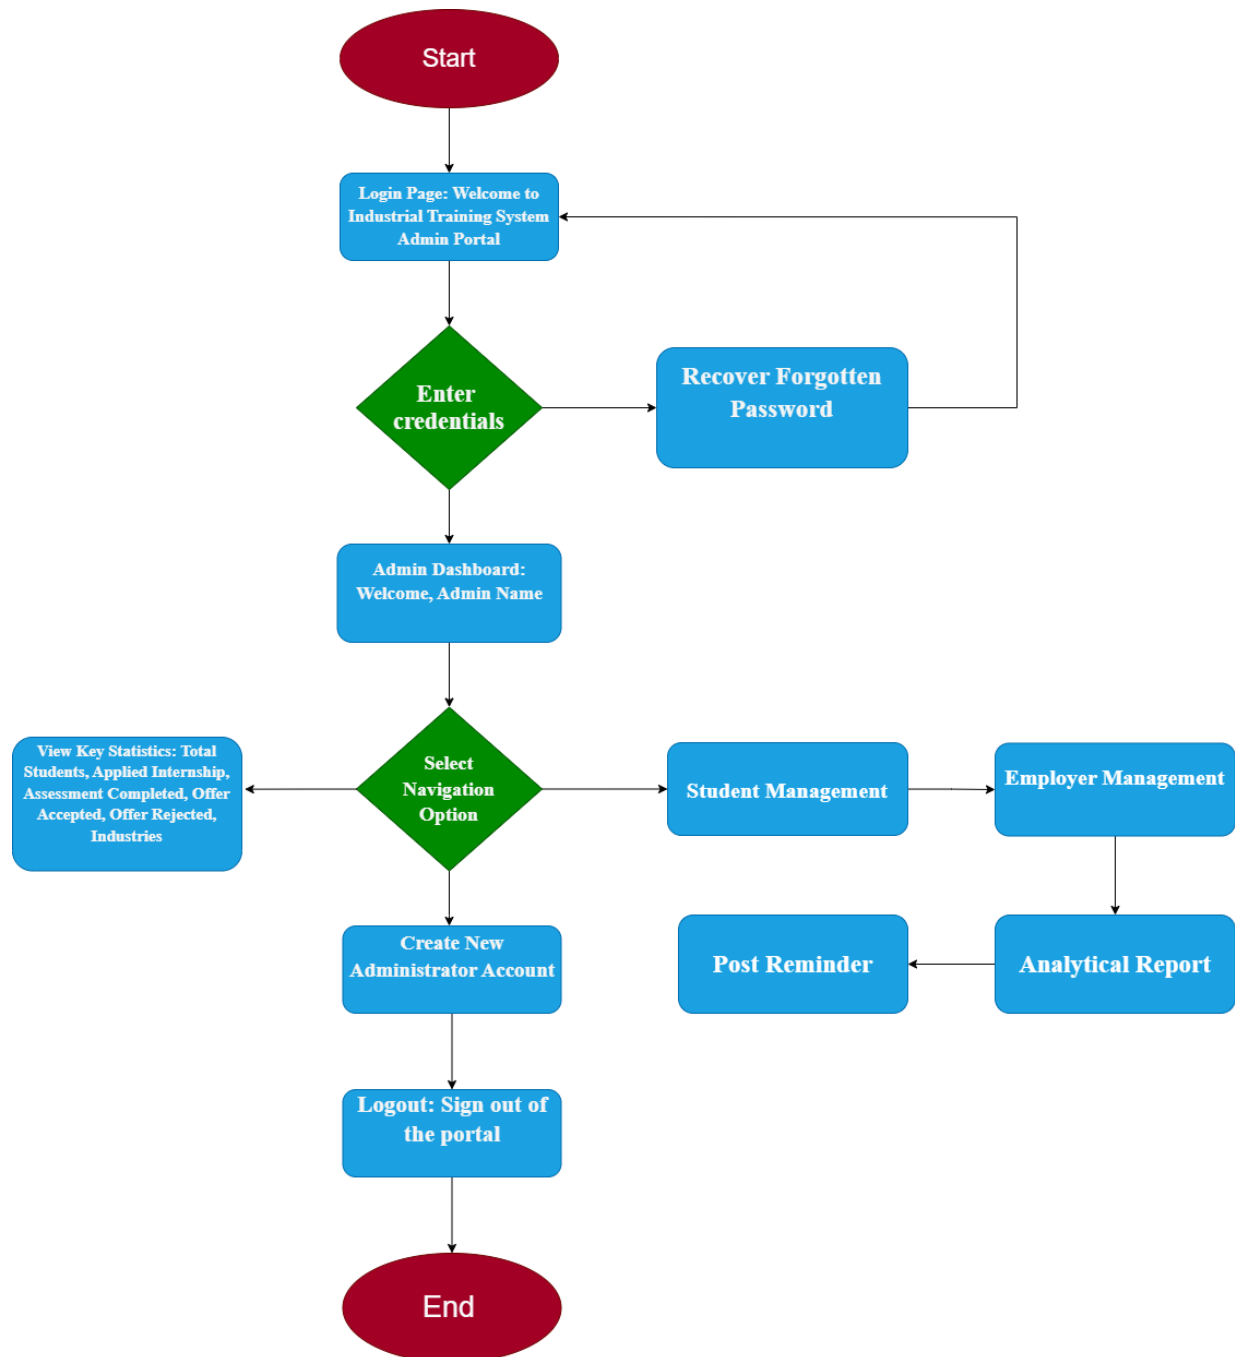 Start
Login Page: Welcome to
Industrial Training System
Admin Portal
Enter
credentials
Recover Forgotten
Password
Admin Dashboard:
Welcome, Admin Name
View Key Statistics: Total
Students, Applied Internship,
Assessment Completed, Offer
Accepted, Offer Rejected,
Industries
Select
Navigation
Option
Student Management
Employer Management
Create New
Administrator Account
Post Reminder
Analytical Report
Logout: Sign out of
the portal
End